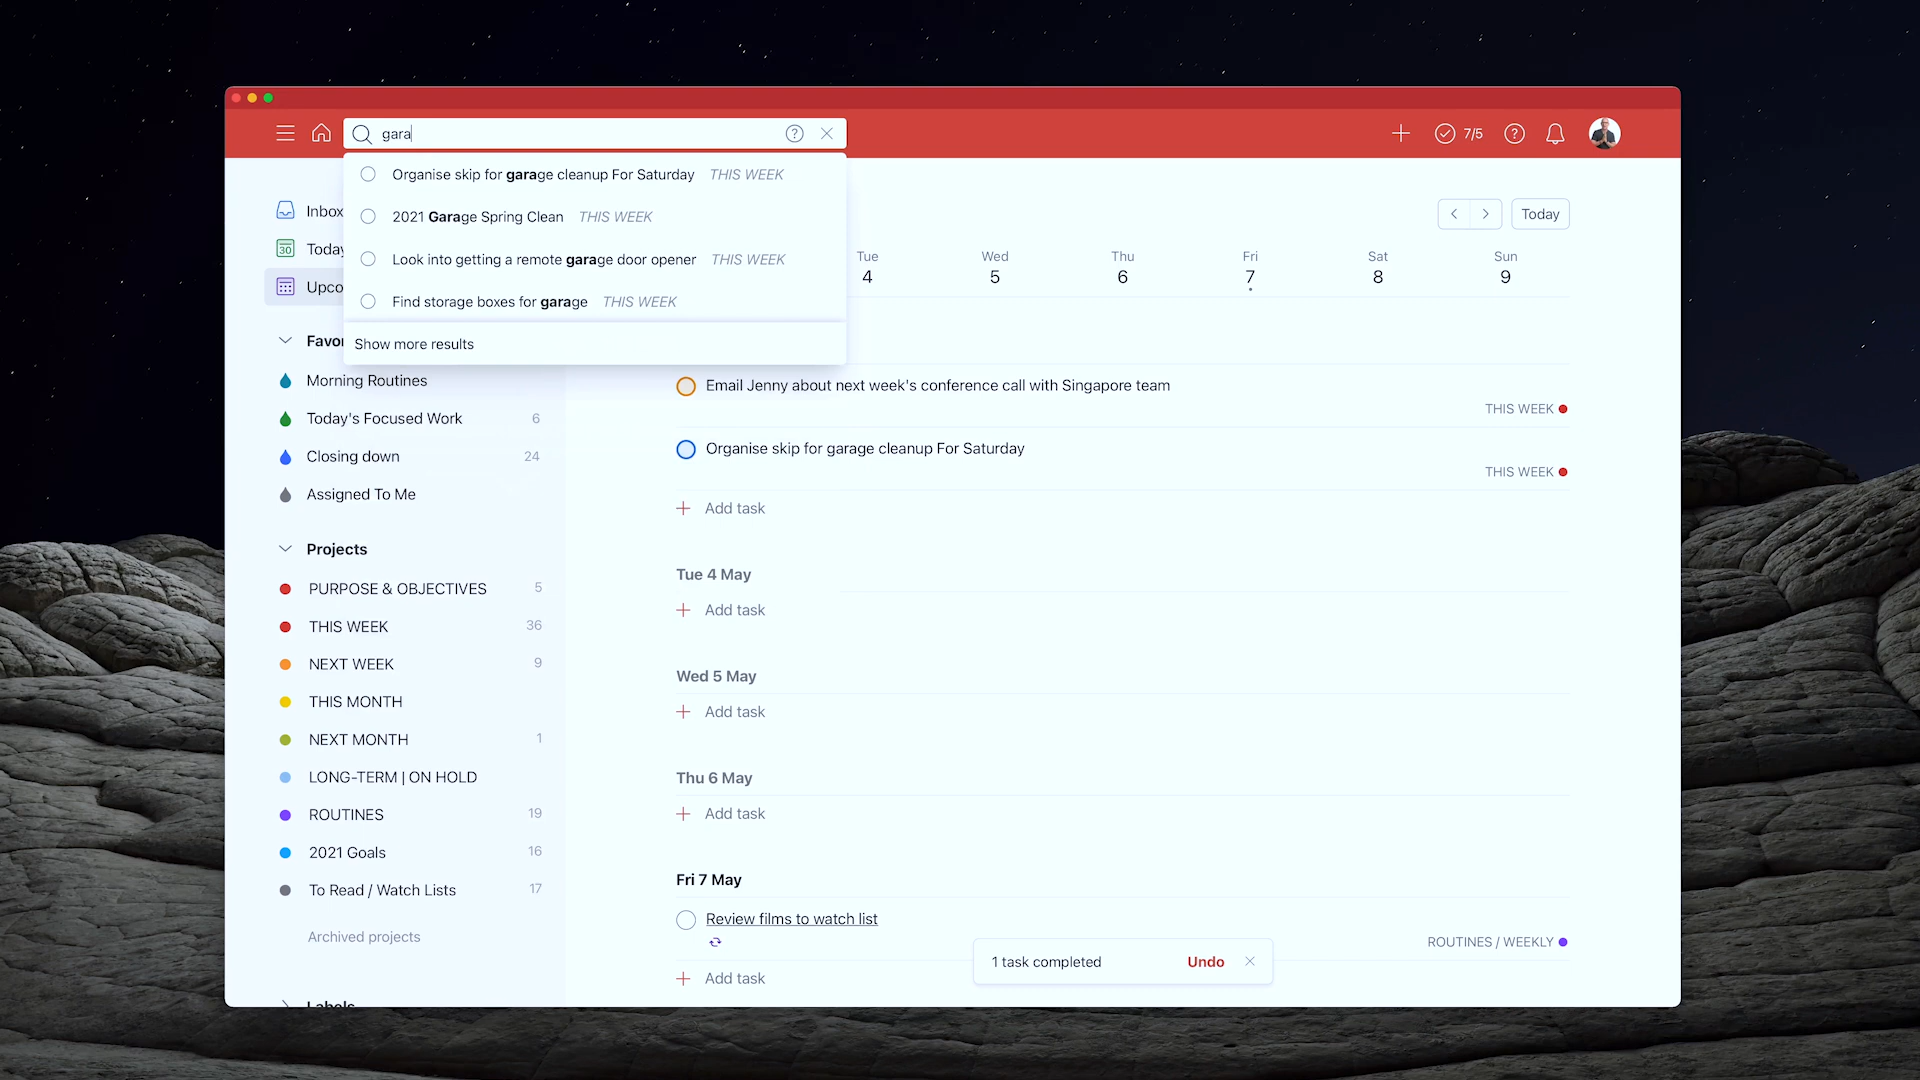 gara
7/5
Organise skip for garage cleanup For Saturday THIS WEEK
2021 Garage Spring Clean THIS WEEK
Look into getting a remote garage door opener THIS WEEK
Find storage boxes for garage THIS WEEK
Show more results
Inbox
30 Today
Upco
Favor
Morning Routines
Today's Focused Work 6
Closing down 24
Assigned To Me
Projects
PURPOSE & OBJECTIVES 5
THIS WEEK 36
NEXT WEEK 9
THIS MONTH
NEXT MONTH 1
LONG-TERM | ON HOLD
ROUTINES 19
2021 Goals 16
To Read / Watch Lists 17
Archived projects
Labels
Today
Tue Wed Thu Fri Sat Sun
4 5 6 7 8 9
Email Jenny about next week's conference call with Singapore team
THIS WEEK
Organise skip for garage cleanup For Saturday
THIS WEEK
Add task
Tue 4 May
Add task
Wed 5 May
Add task
Thu 6 May
Add task
Fri 7 May
Review films to watch list
ROUTINES / WEEKLY
Add task
1 task completed Undo